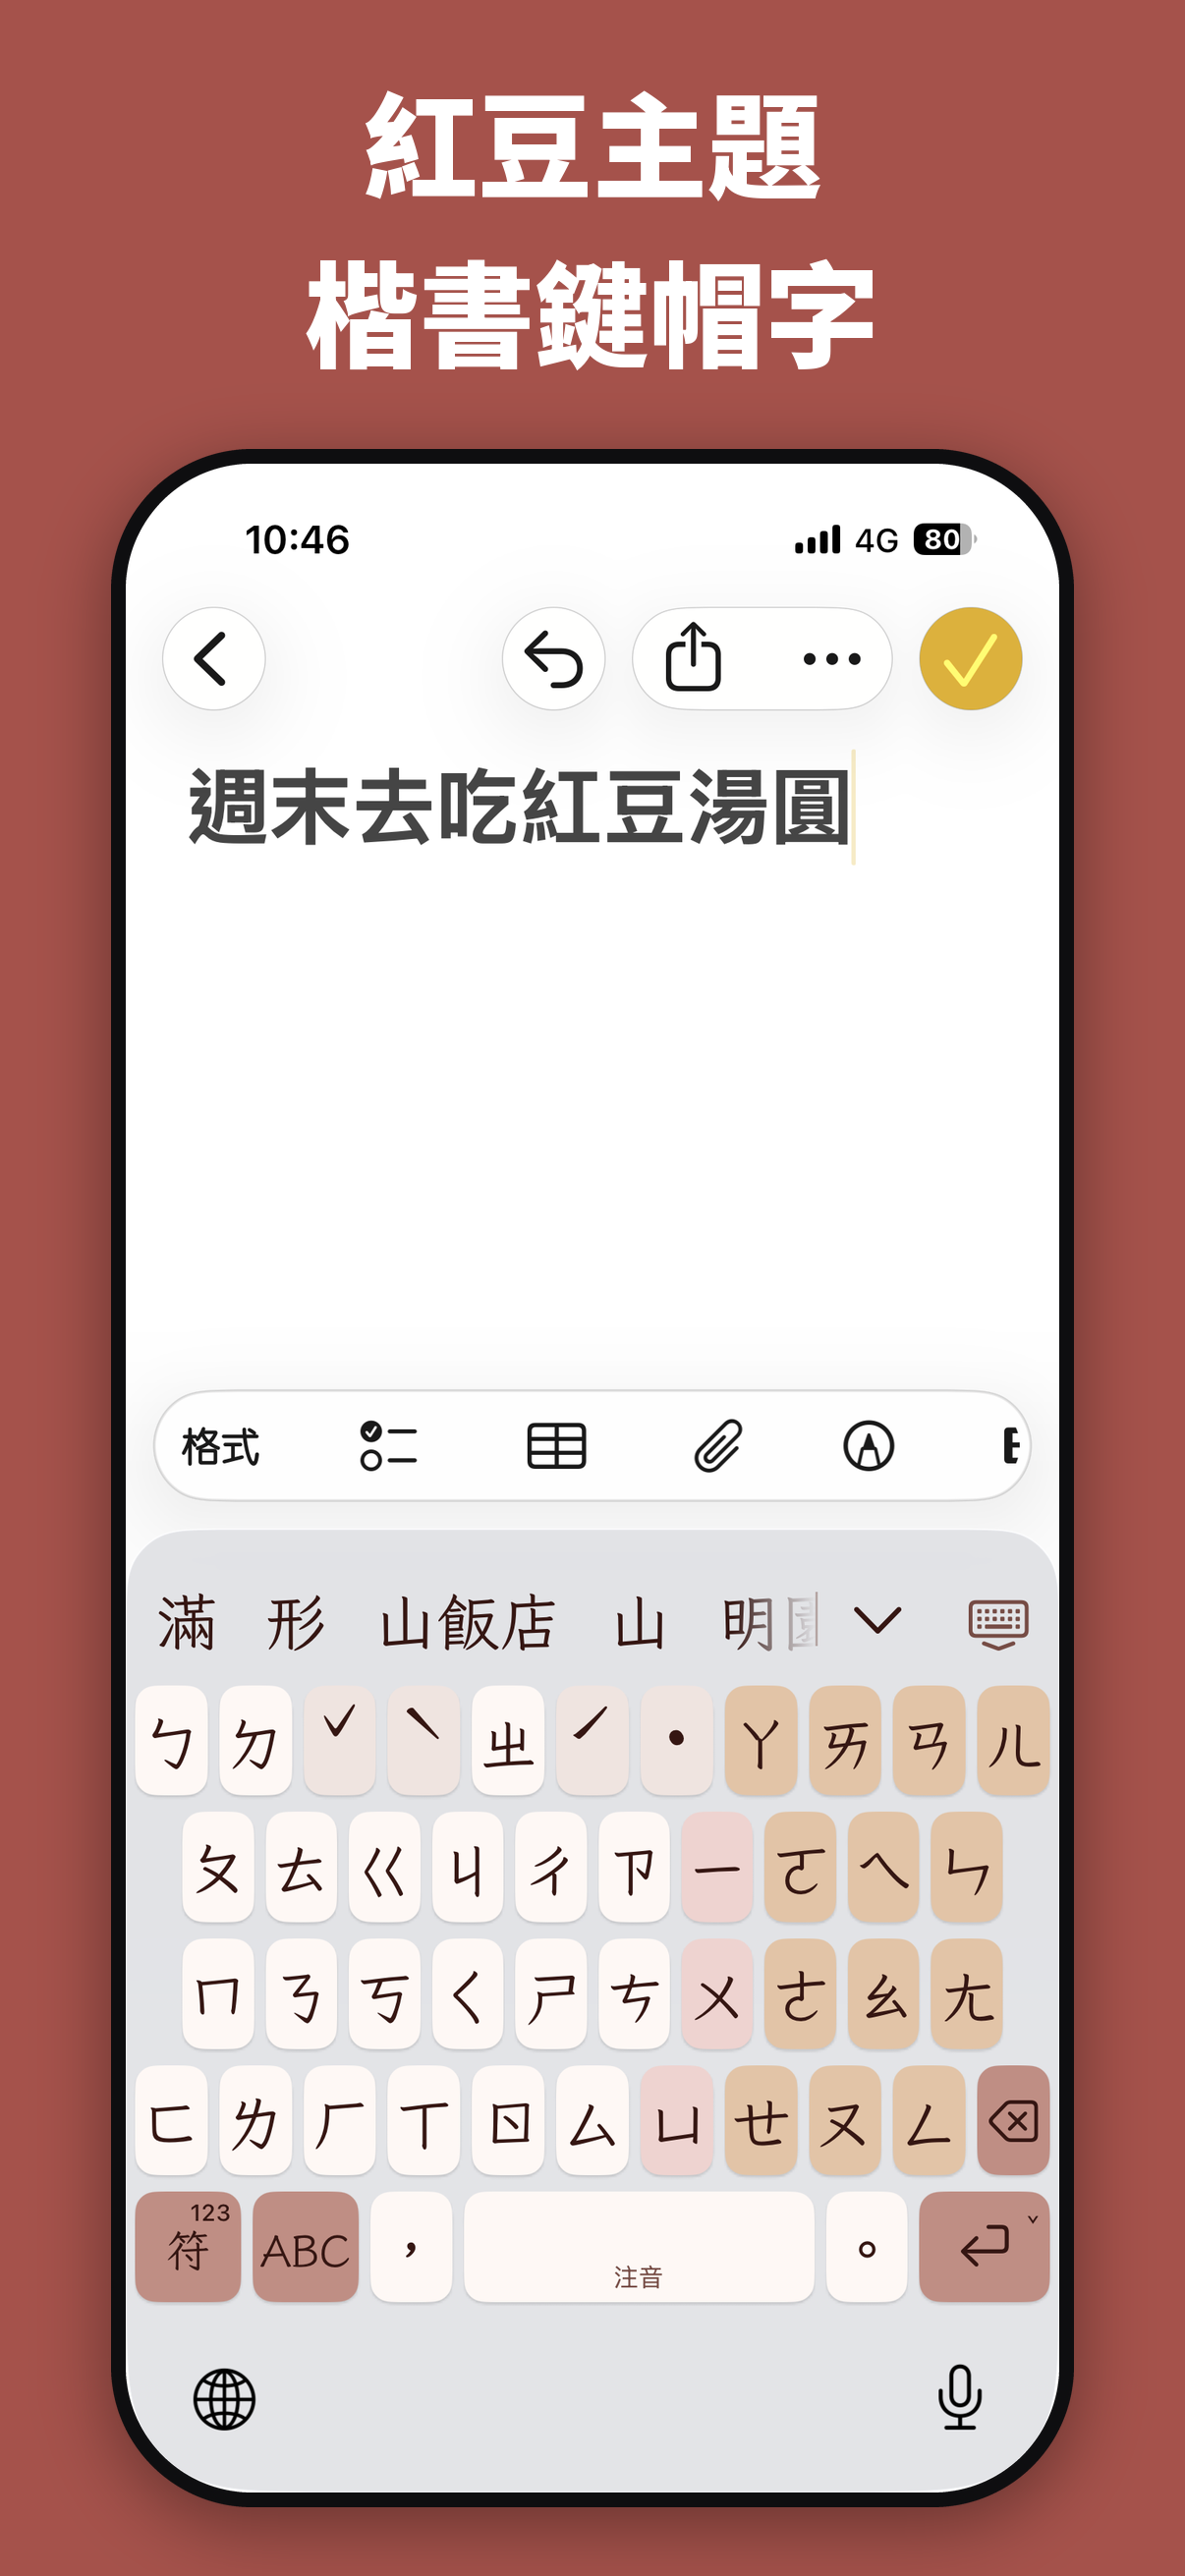 紅豆主題
楷書鍵帽字
10:46 4G 80
週末去吃紅豆湯圓
格式
滿 形 山飯店 山 明
ㄅ ㄉ ˇ ˋ ㄓ ˊ ˙ ㄚ ㄞ ㄢ ㄦ
ㄆ ㄊ ㄍ ㄐ ㄔ ㄗ ㄧ ㄛ ㄟ ㄣ
ㄇ ㄋ ㄎ ㄑ ㄕ ㄘ ㄨ ㄜ ㄠ ㄤ
ㄈ ㄌ ㄏ ㄒ ㄖ ㄙ ㄩ ㄝ ㄡ ㄥ
123
符 ABC ， 注音 。